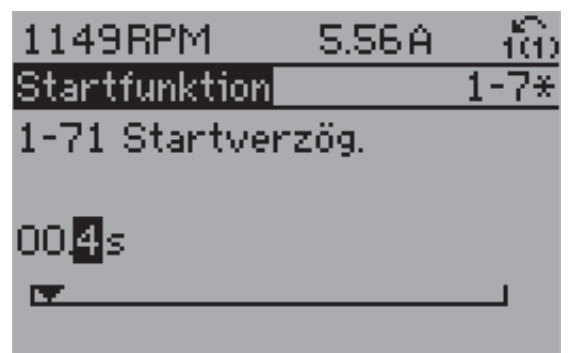 1149RPM 5.56A 1(1)
Startfunktion 1-7*
1-71 Startverzög.
00.4s